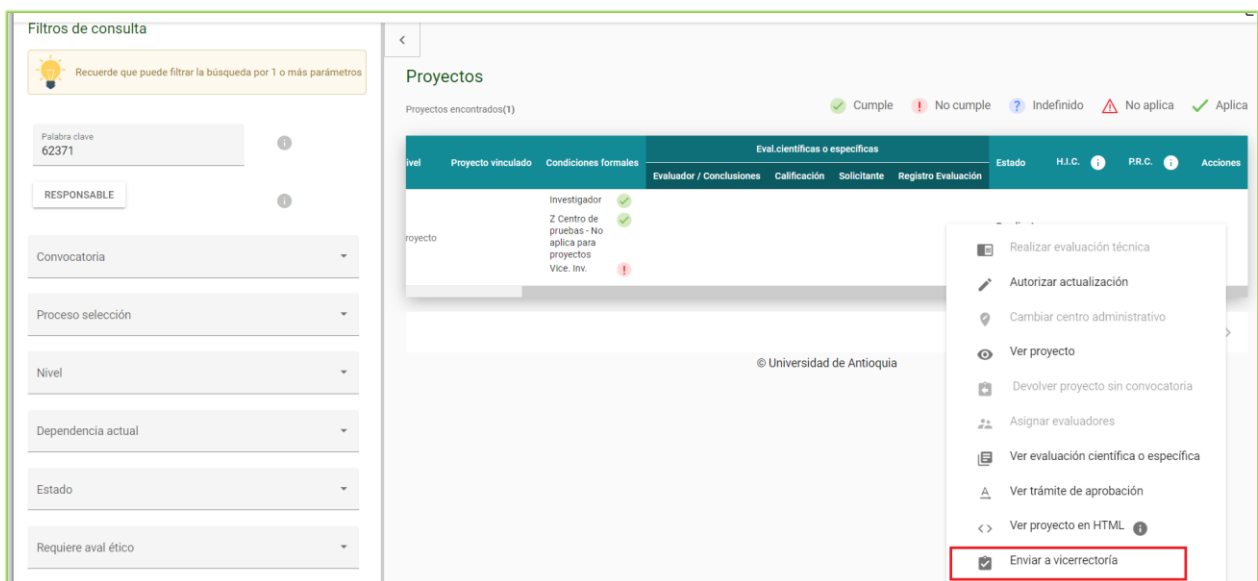 Filtros de consulta
Recuerde que puede filtrar la búsqueda por 1 o más parámetros
Palabra clave
62371
RESPONSABLE
Convocatoria
Proceso selección
Nivel
Dependencia actual
Estado
Requiere aval ético
Proyectos
Proyectos encontrados(1)
Cumple
No cumple
Indefinido
No aplica
Aplica
ivel
Proyecto vinculado
Condiciones formales
Eval.científicas o específicas
Evaluador / Conclusiones
Calificación
Solicitante
Registro Evaluación
Estado
H.I.C.
P.R.C.
Acciones
royecto
Investigador
Z Centro de
pruebas - No
aplica para
proyectos
Vice. Inv.
Realizar evaluación técnica
Autorizar actualización
Cambiar centro administrativo
Ver proyecto
Devolver proyecto sin convocatoria
Asignar evaluadores
Ver evaluación científica o específica
Ver trámite de aprobación
Ver proyecto en HTML
Enviar a vicerrectoría
© Universidad de Antioquia